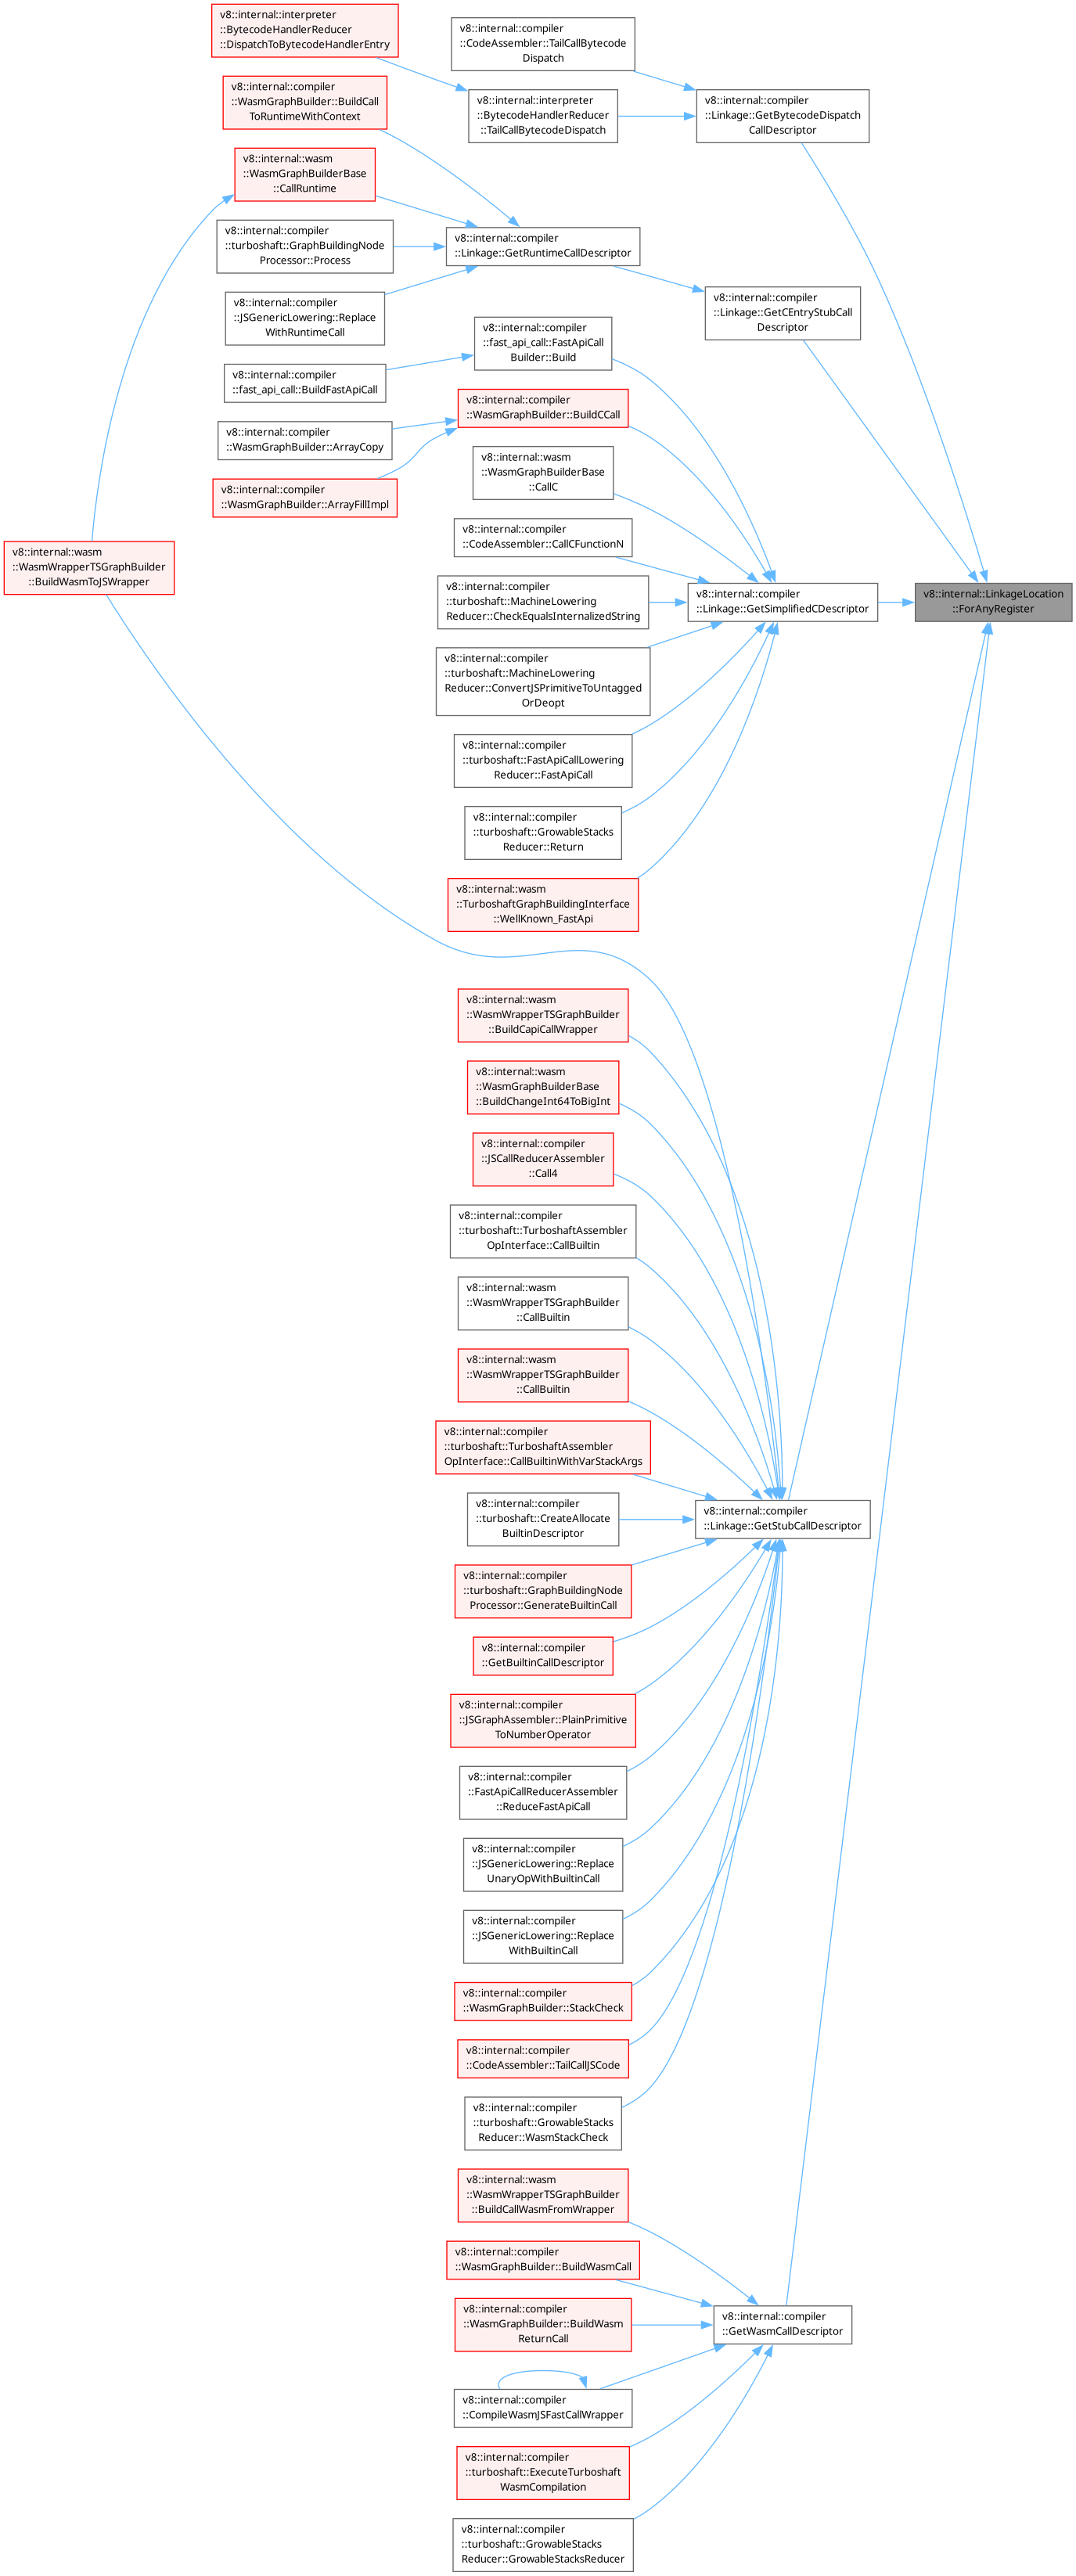 v8::internal::interpreter
::BytecodeHandlerReducer
::DispatchToBytecodeHandlerEntry
v8::internal::compiler
::CodeAssembler::TailCallBytecode
Dispatch
v8::internal::compiler
::WasmGraphBuilder::BuildCall
ToRuntimeWithContext
v8::internal::interpreter
::BytecodeHandlerReducer
::TailCallBytecodeDispatch
v8::internal::compiler
::Linkage::GetBytecodeDispatch
CallDescriptor
v8::internal::wasm
::WasmGraphBuilderBase
::CallRuntime
v8::internal::compiler
::turboshaft::GraphBuildingNode
Processor::Process
v8::internal::compiler
::Linkage::GetRuntimeCallDescriptor
v8::internal::compiler
::JSGenericLowering::Replace
WithRuntimeCall
v8::internal::compiler
::Linkage::GetCEntryStubCall
Descriptor
v8::internal::compiler
::fast_api_call::FastApiCall
Builder::Build
v8::internal::compiler
::fast_api_call::BuildFastApiCall
v8::internal::compiler
::WasmGraphBuilder::BuildCCall
v8::internal::compiler
::WasmGraphBuilder::ArrayCopy
v8::internal::compiler
::WasmGraphBuilder::ArrayFillImpl
v8::internal::wasm
::WasmGraphBuilderBase
::CallC
v8::internal::compiler
::CodeAssembler::CallCFunctionN
v8::internal::wasm
::WasmWrapperTSGraphBuilder
::BuildWasmToJSWrapper
v8::internal::compiler
::turboshaft::MachineLowering
Reducer::CheckEqualsInternalizedString
v8::internal::compiler
::Linkage::GetSimplifiedCDescriptor
v8::internal::LinkageLocation
::ForAnyRegister
v8::internal::compiler
::turboshaft::MachineLowering
Reducer::ConvertJSPrimitiveToUntagged
OrDeopt
v8::internal::compiler
::turboshaft::FastApiCallLowering
Reducer::FastApiCall
v8::internal::compiler
::turboshaft::GrowableStacks
Reducer::Return
v8::internal::wasm
::TurboshaftGraphBuildingInterface
::WellKnown_FastApi
v8::internal::wasm
::WasmWrapperTSGraphBuilder
::BuildCapiCallWrapper
v8::internal::wasm
::WasmGraphBuilderBase
::BuildChangeInt64ToBigInt
v8::internal::compiler
::JSCallReducerAssembler
::Call4
v8::internal::compiler
::turboshaft::TurboshaftAssembler
OpInterface::CallBuiltin
v8::internal::wasm
::WasmWrapperTSGraphBuilder
::CallBuiltin
v8::internal::wasm
::WasmWrapperTSGraphBuilder
::CallBuiltin
v8::internal::compiler
::turboshaft::TurboshaftAssembler
OpInterface::CallBuiltinWithVarStackArgs
v8::internal::compiler
::turboshaft::CreateAllocate
BuiltinDescriptor
v8::internal::compiler
::Linkage::GetStubCallDescriptor
v8::internal::compiler
::turboshaft::GraphBuildingNode
Processor::GenerateBuiltinCall
v8::internal::compiler
::GetBuiltinCallDescriptor
v8::internal::compiler
::JSGraphAssembler::PlainPrimitive
ToNumberOperator
v8::internal::compiler
::FastApiCallReducerAssembler
::ReduceFastApiCall
v8::internal::compiler
::JSGenericLowering::Replace
UnaryOpWithBuiltinCall
v8::internal::compiler
::JSGenericLowering::Replace
WithBuiltinCall
v8::internal::compiler
::WasmGraphBuilder::StackCheck
v8::internal::compiler
::CodeAssembler::TailCallJSCode
v8::internal::compiler
::turboshaft::GrowableStacks
Reducer::WasmStackCheck
v8::internal::wasm
::WasmWrapperTSGraphBuilder
::BuildCallWasmFromWrapper
v8::internal::compiler
::WasmGraphBuilder::BuildWasmCall
v8::internal::compiler
::WasmGraphBuilder::BuildWasm
ReturnCall
v8::internal::compiler
::GetWasmCallDescriptor
v8::internal::compiler
::CompileWasmJSFastCallWrapper
v8::internal::compiler
::turboshaft::ExecuteTurboshaft
WasmCompilation
v8::internal::compiler
::turboshaft::GrowableStacks
Reducer::GrowableStacksReducer